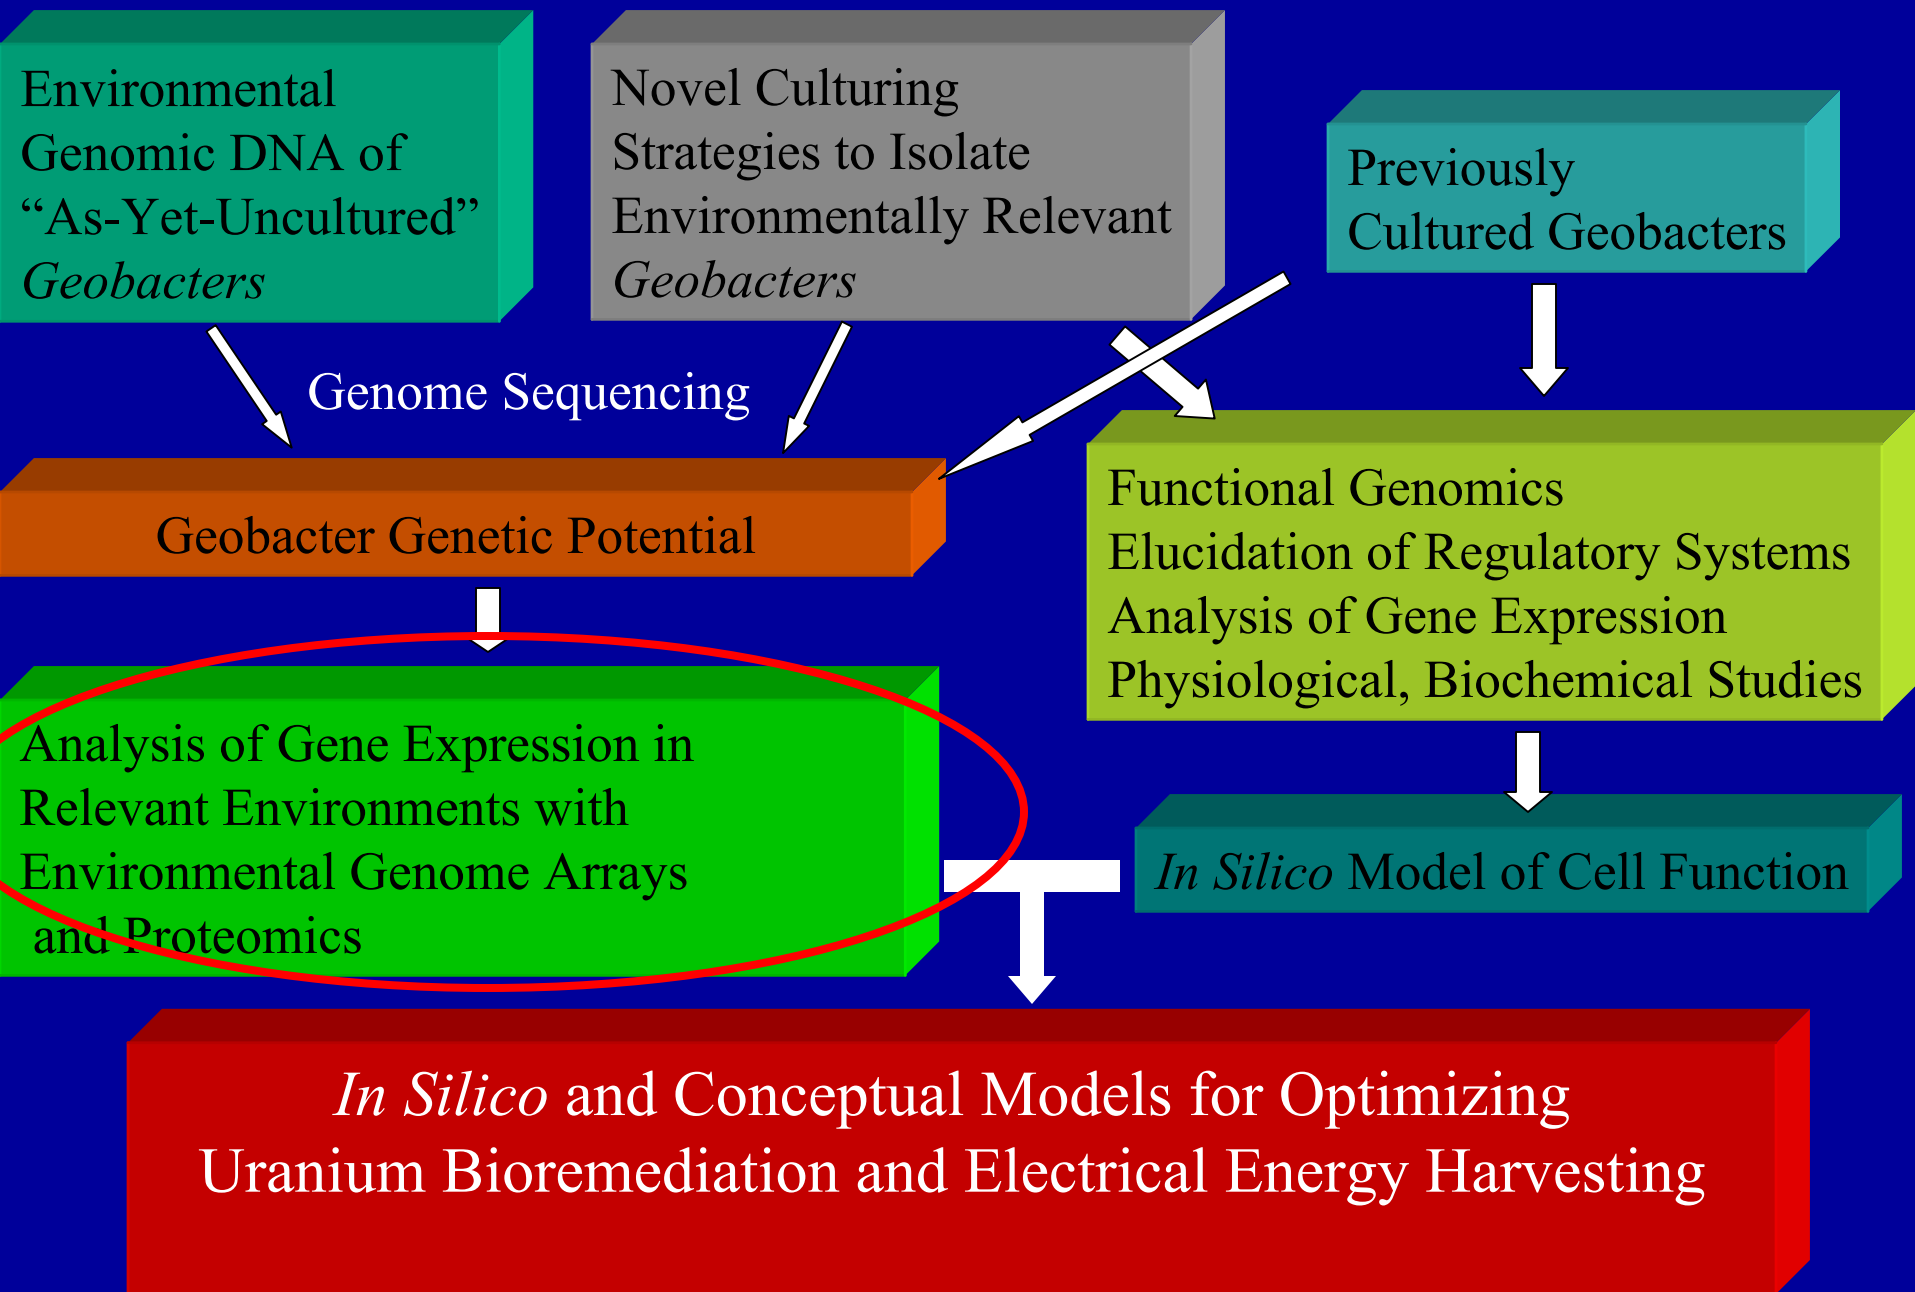 Environmental
Genomic DNA of
“As-Yet-Uncultured”
Geobacters
Novel Culturing
Strategies to Isolate
Environmentally Relevant
Geobacters
Previously
Cultured Geobacters
Genome Sequencing
Geobacter Genetic Potential
Functional Genomics
Elucidation of Regulatory Systems
Analysis of Gene Expression
Physiological, Biochemical Studies
Analysis of Gene Expression in
Relevant Environments with
Environmental Genome Arrays
and Proteomics
In Silico Model of Cell Function
In Silico and Conceptual Models for Optimizing
Uranium Bioremediation and Electrical Energy Harvesting